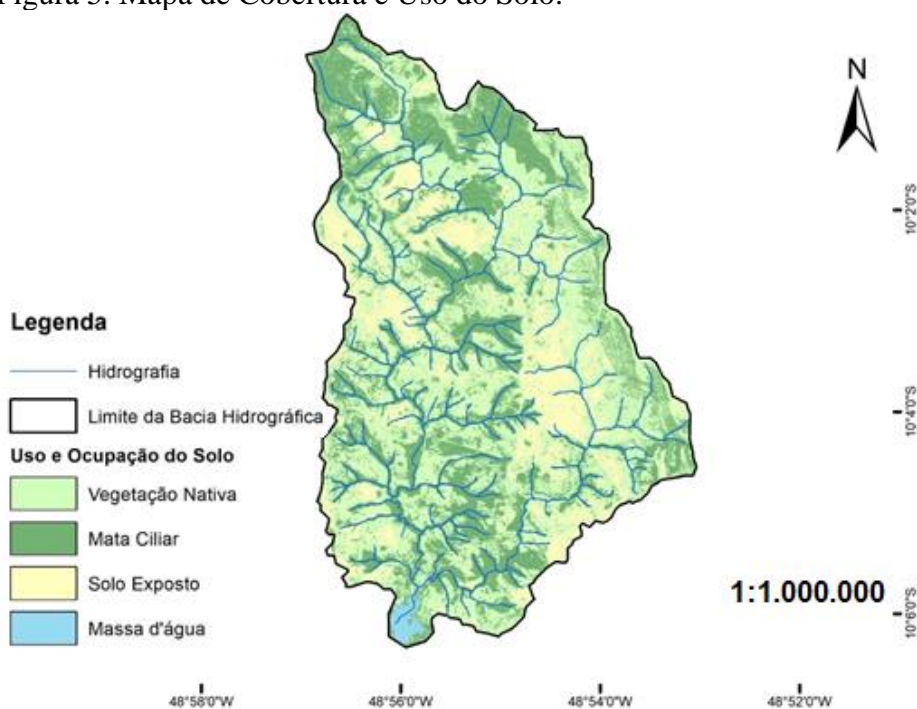 Figura 5: Mapa de Cobertura e Uso do Solo.
N
10°2'0"S
Legenda
Hidrografia
Limite da Bacia Hidrográfica
10°4'0"S
Uso e Ocupação do Solo
Vegetação Nativa
Mata Ciliar
Solo Exposto
1:1.000.000
10°6'0"S
Massa d'água
48°58'0"W 48°56'0"W 48°54'0"W 48°52'0"W